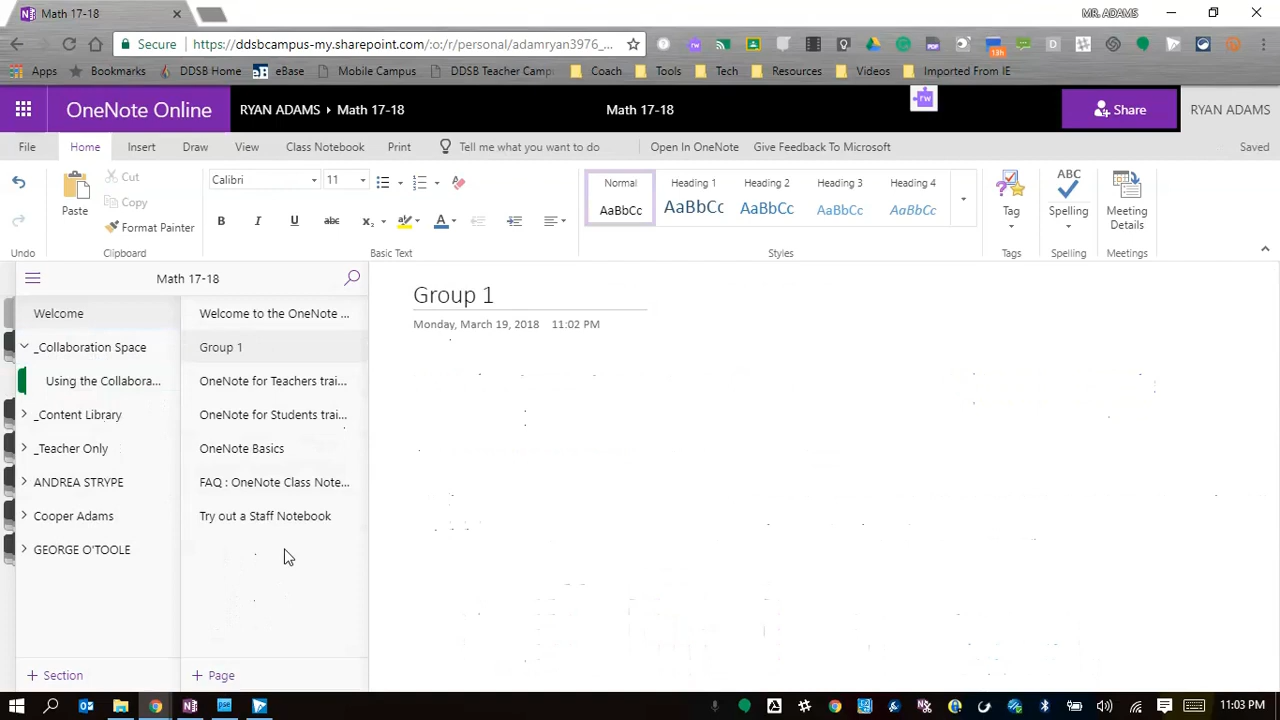 Math 17-18
MR. ADAMS
Secure https://ddsbcampus-my.sharepoint.com/:o:/r/personal/adamryan3976_...
13h
Apps Bookmarks DDSB Home eBase Mobile Campus DDSB Teacher Camp Coach Tools Tech Resources Videos Imported From IE
OneNote Online RYAN ADAMS Math 17-18 Math 17-18 rw Share RYAN ADAMS
File Home Insert Draw View Class Notebook Print Tell me what you want to do Open In OneNote Give Feedback To Microsoft Saved
Paste Cut Copy Format Painter
Calibri 11
B I U abc x₂ A
Normal Heading 1 Heading 2 Heading 3 Heading 4
AaBbCc AaBbCc AaBbCc AaBbCc AaBbCc
Tag ABC Spelling Meeting Details
Undo Clipboard Basic Text Styles Tags Spelling Meetings
Math 17-18
Welcome
_Collaboration Space
Using the Collabora...
_Content Library
_Teacher Only
ANDREA STRYPE
Cooper Adams
GEORGE O'TOOLE
+ Section
Welcome to the OneNote ...
Group 1
OneNote for Teachers trai...
OneNote for Students trai...
OneNote Basics
FAQ : OneNote Class Note...
Try out a Staff Notebook
+ Page
Group 1
Monday, March 19, 2018 11:02 PM
pse
11:03 PM